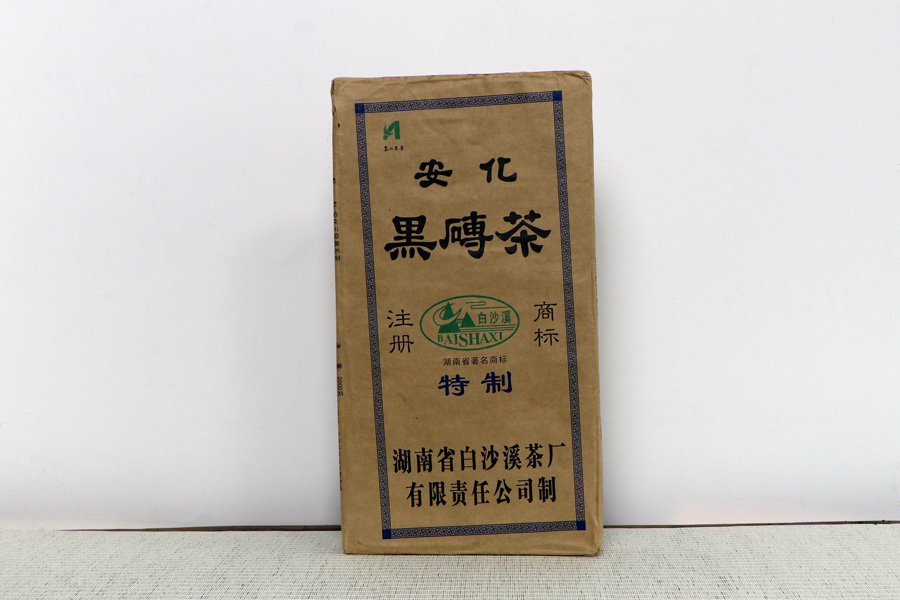 安化
黑磚茶
注册
商标
白沙溪
BAISHAXI
湖南省著名商标
特制
湖南省白沙溪茶厂
有限责任公司制